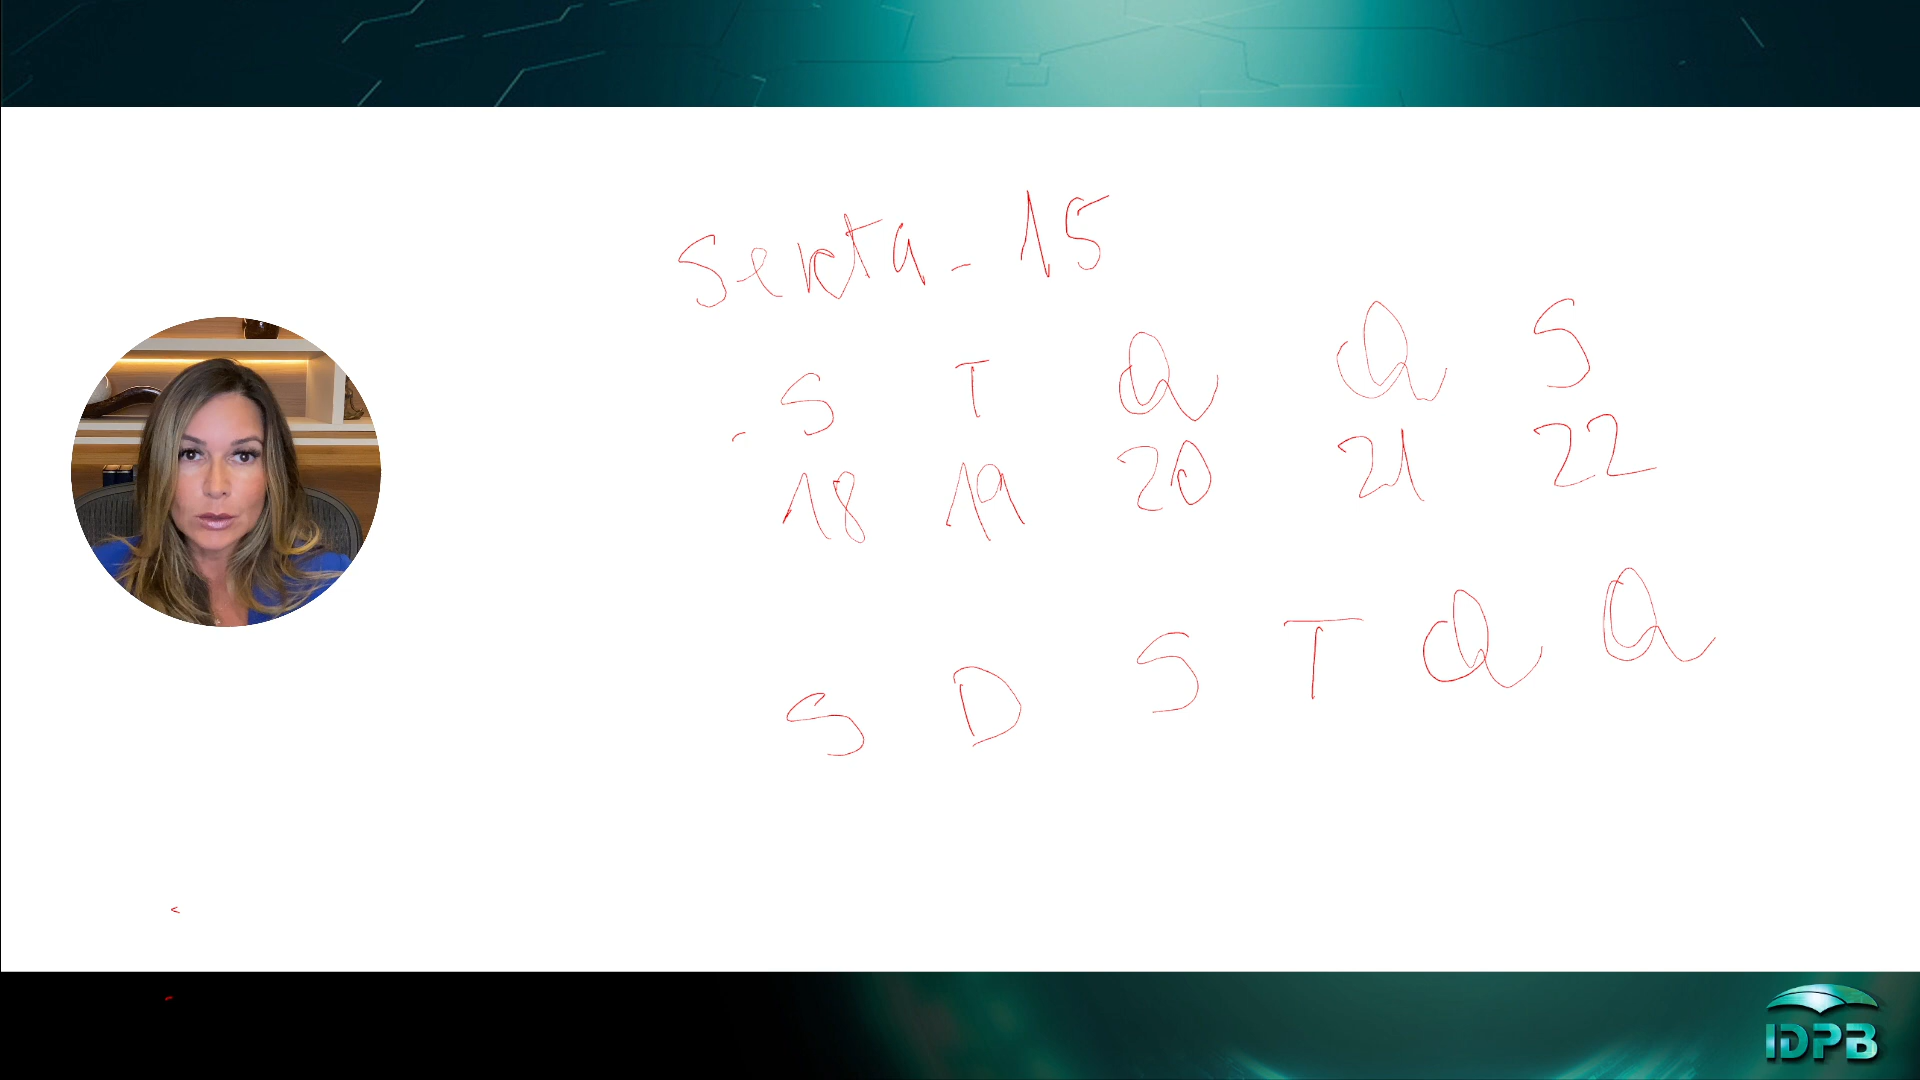 Sexta - 15
- S T Q Q S
18 19 20 21 22
S D S T Q Q
IDPB